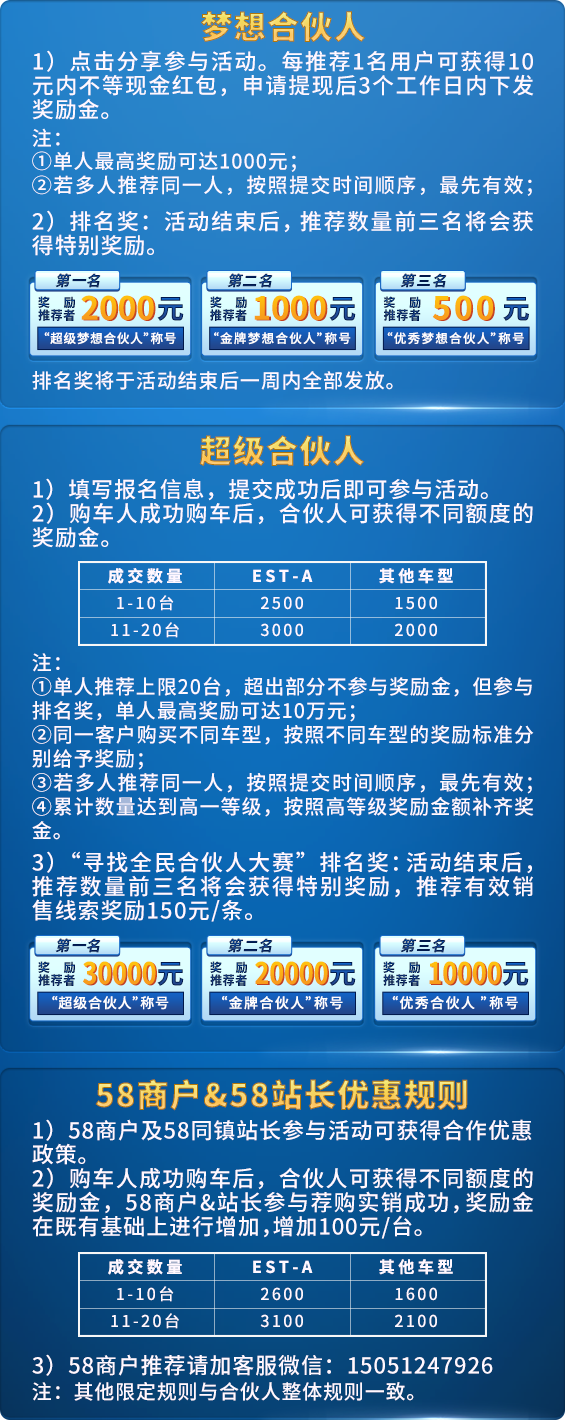 梦想合伙人
1）点击分享参与活动。每推荐1名用户可获得10
元内不等现金红包，申请提现后3个工作日内下发
奖励金。
注：
①单人最高奖励可达1000元；
②若多人推荐同一人，按照提交时间顺序，最先有效；
2）排名奖：活动结束后，推荐数量前三名将会获
得特别奖励。
第一名 第二名 第三名
奖励推荐者 2000元 奖励推荐者 1000元 奖励推荐者 500元
“超级梦想合伙人”称号 “金牌梦想合伙人”称号 “优秀梦想合伙人”称号
排名奖将于活动结束后一周内全部发放。
超级合伙人
1）填写报名信息，提交成功后即可参与活动。
2）购车人成功购车后，合伙人可获得不同额度的
奖励金。
成交数量 EST-A 其他车型
1-10台 2500 1500
11-20台 3000 2000
注：
①单人推荐上限20台，超出部分不参与奖励金，但参与
排名奖，单人最高奖励可达10万元；
②同一客户购买不同车型，按照不同车型的奖励标准分
别给予奖励；
③若多人推荐同一人，按照提交时间顺序，最先有效；
④累计数量达到高一等级，按照高等级奖励金额补齐奖
金。
3）“寻找全民合伙人大赛”排名奖：活动结束后，
推荐数量前三名将会获得特别奖励，推荐有效销
售线索奖励150元/条。
第一名 第二名 第三名
奖励推荐者 30000元 奖励推荐者 20000元 奖励推荐者 10000元
“超级合伙人”称号 “金牌合伙人”称号 “优秀合伙人 ”称号
58商户&58站长优惠规则
1）58商户及58同镇站长参与活动可获得合作优惠
政策。
2）购车人成功购车后，合伙人可获得不同额度的
奖励金，58商户&站长参与荐购实销成功，奖励金
在既有基础上进行增加，增加100元/台。
成交数量 EST-A 其他车型
1-10台 2600 1600
11-20台 3100 2100
3）58商户推荐请加客服微信：15051247926
注：其他限定规则与合伙人整体规则一致。